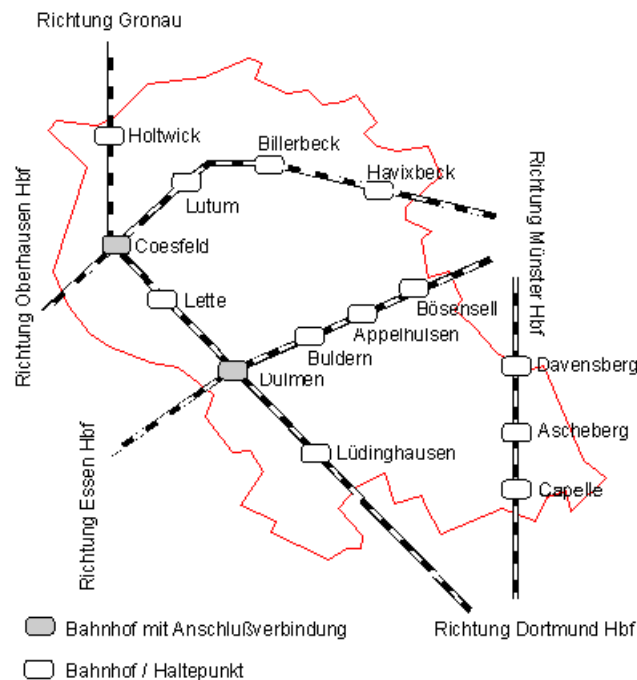 Richtung Gronau
Holtwick
Billerbeck
Havixbeck
Lutum
Richtung Münster Hbf
Richtung Oberhausen Hbf
Coesfeld
Lette
Bösensell
Appelhulsen
Buldern
Davensberg
Dulmen
Ascheberg
Lüdinghausen
Capelle
Richtung Essen Hbf
Richtung Dortmund Hbf
Bahnhof mit Anschlußverbindung
Bahnhof / Haltepunkt